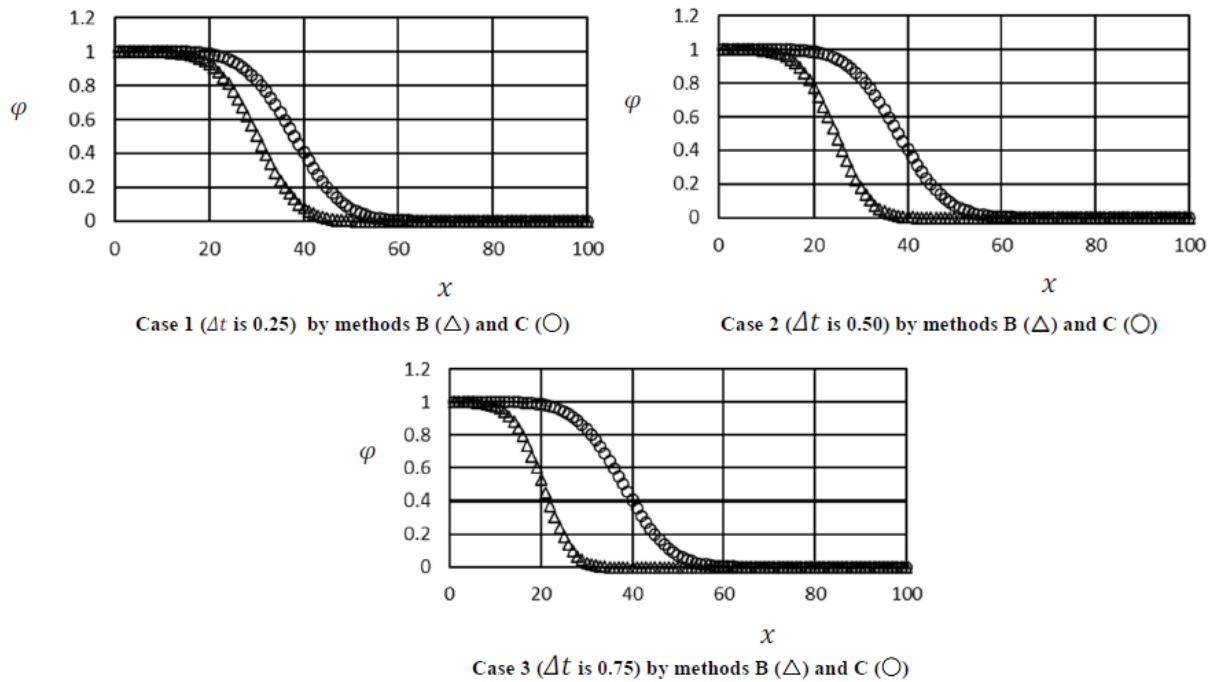 1.2
1
0.8
0.6
0.4
0.2
0
φ
0 20 40 60 80 100
x
Case 1 (Δt is 0.25) by methods B (△) and C (○)
1.2
1
0.8
0.6
0.4
0.2
0
φ
0 20 40 60 80 100
x
Case 2 (Δt is 0.50) by methods B (△) and C (○)
1.2
1
0.8
0.6
0.4
0.2
0
φ
0 20 40 60 80 100
x
Case 3 (Δt is 0.75) by methods B (△) and C (○)